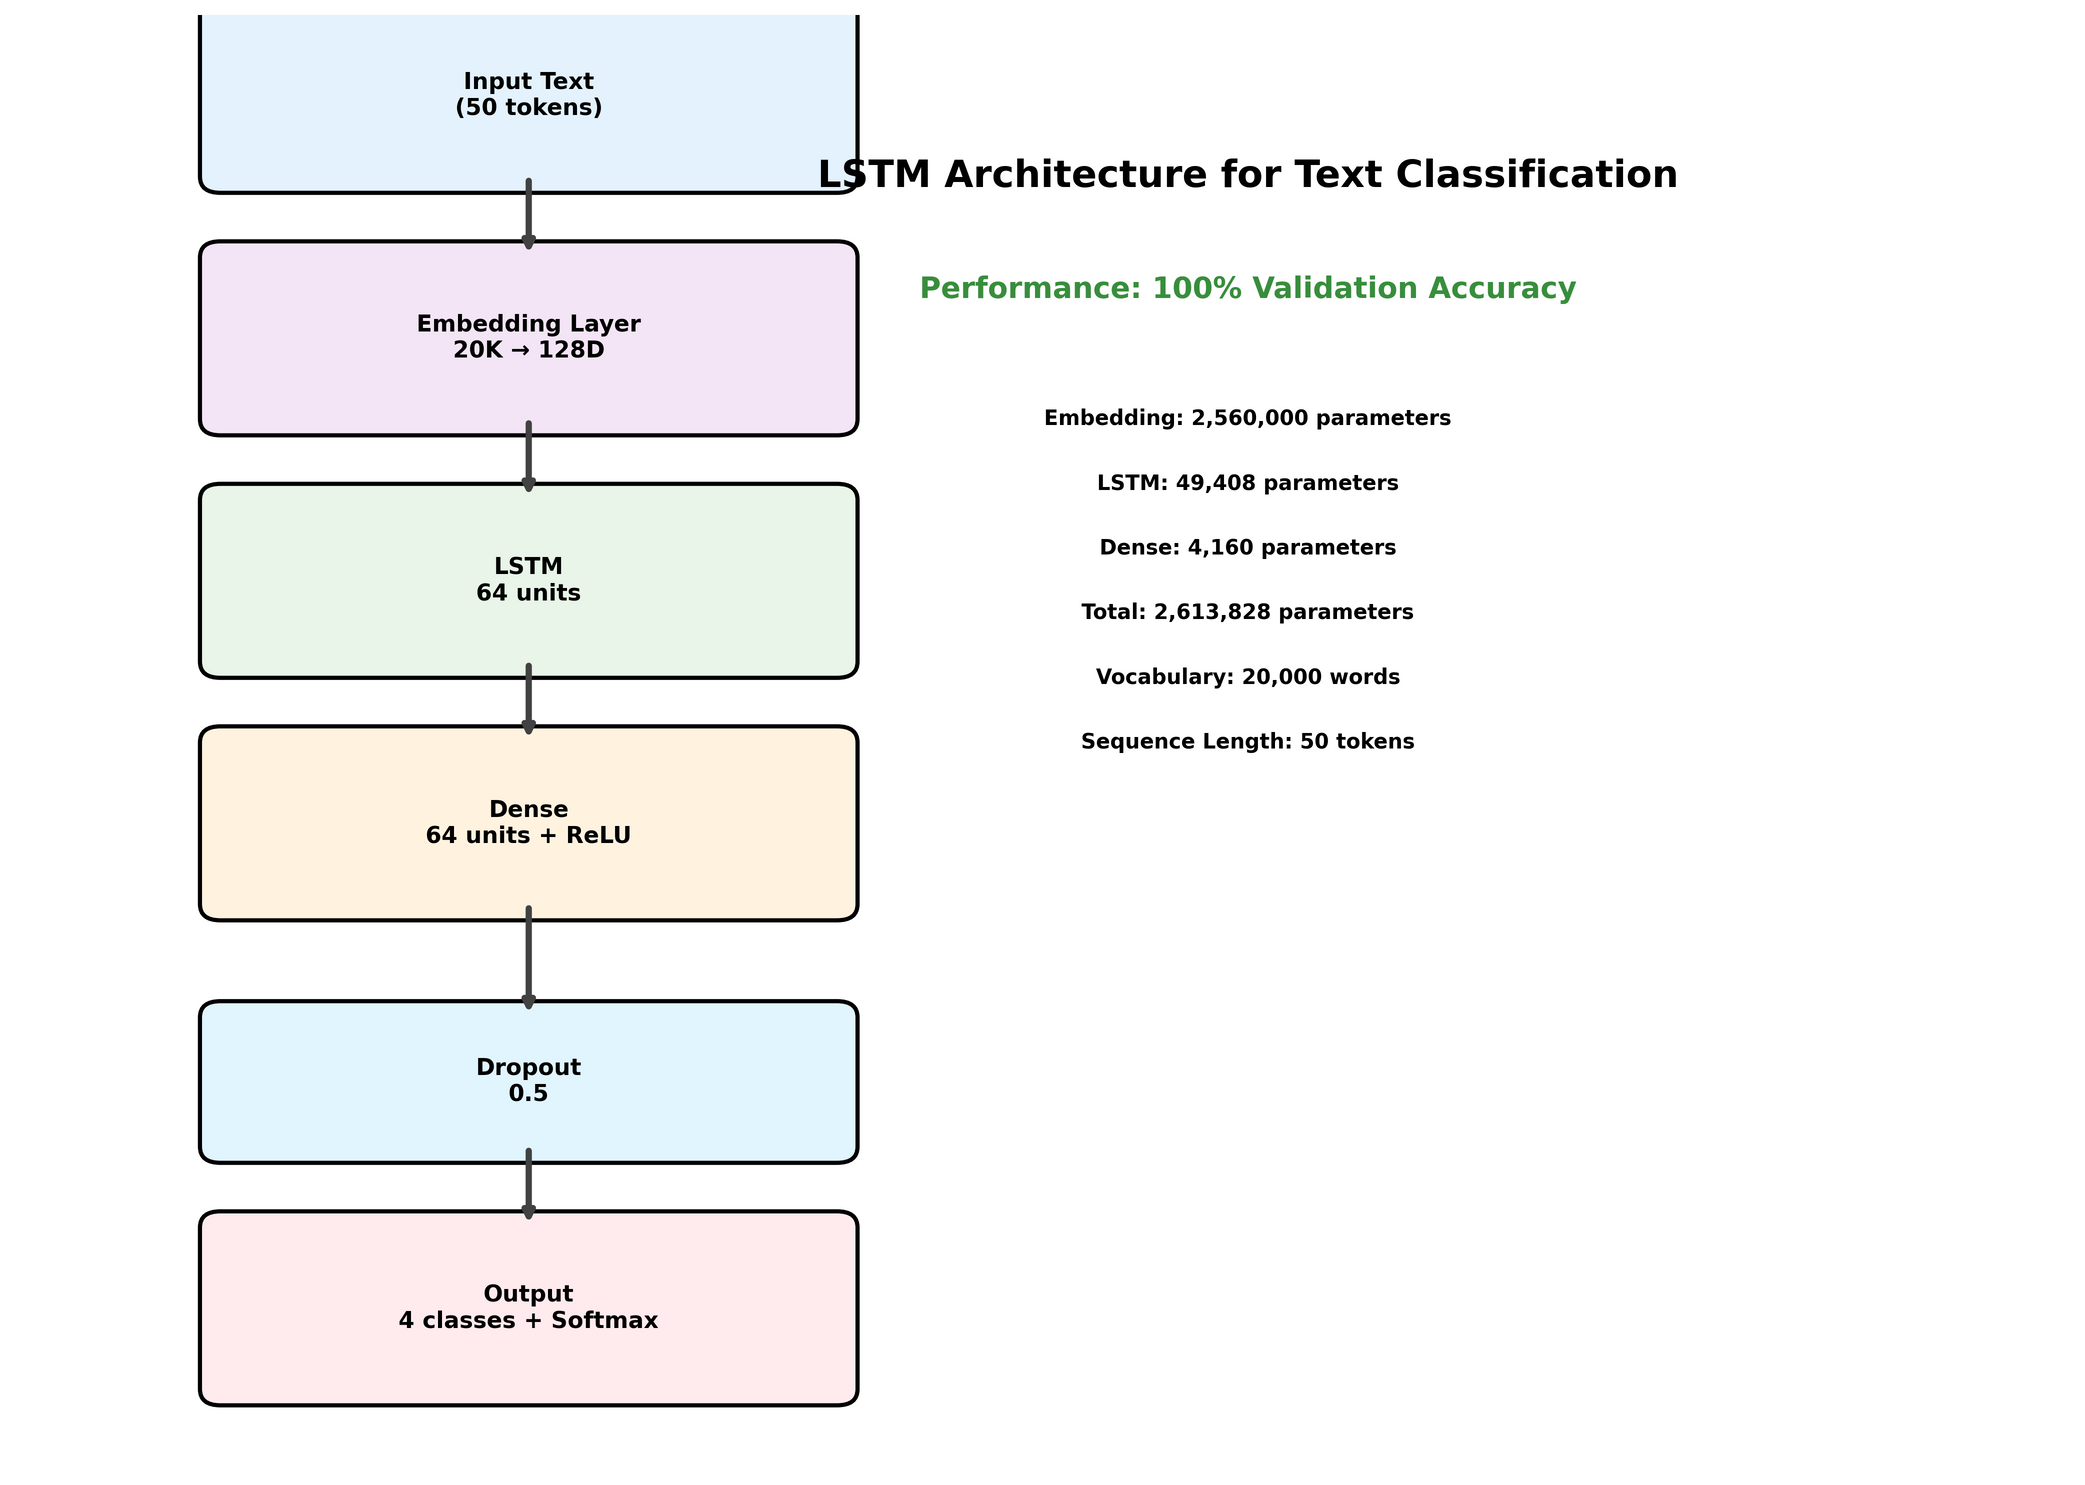 Input Text
(50 tokens)
LSTM Architecture for Text Classification
Performance: 100% Validation Accuracy
Embedding Layer
20K → 128D
Embedding: 2,560,000 parameters
LSTM: 49,408 parameters
Dense: 4,160 parameters
Total: 2,613,828 parameters
Vocabulary: 20,000 words
Sequence Length: 50 tokens
LSTM
64 units
Dense
64 units + ReLU
Dropout
0.5
Output
4 classes + Softmax